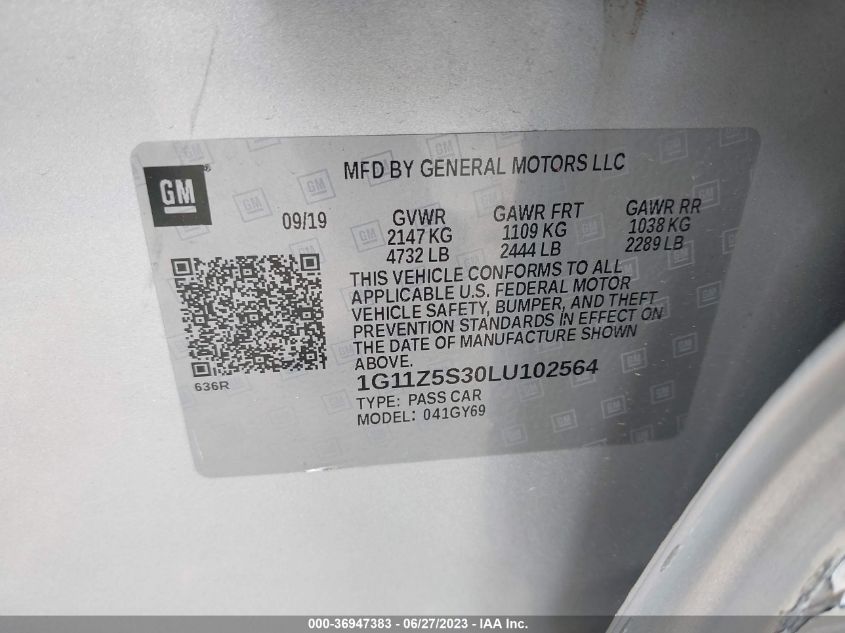 GM
MFD BY GENERAL MOTORS LLC
09/19
GVWR
2147 KG
4732 LB
GAWR FRT
1109 KG
2444 LB
GAWR RR
1038 KG
2289 LB
THIS VEHICLE CONFORMS TO ALL
APPLICABLE U.S. FEDERAL MOTOR
VEHICLE SAFETY, BUMPER, AND THEFT
PREVENTION STANDARDS IN EFFECT ON
THE DATE OF MANUFACTURE SHOWN
ABOVE.
636R
1G11Z5S30LU102564
TYPE: PASS CAR
MODEL: 041GY69
000-36947383 - 06/27/2023 - IAA Inc.